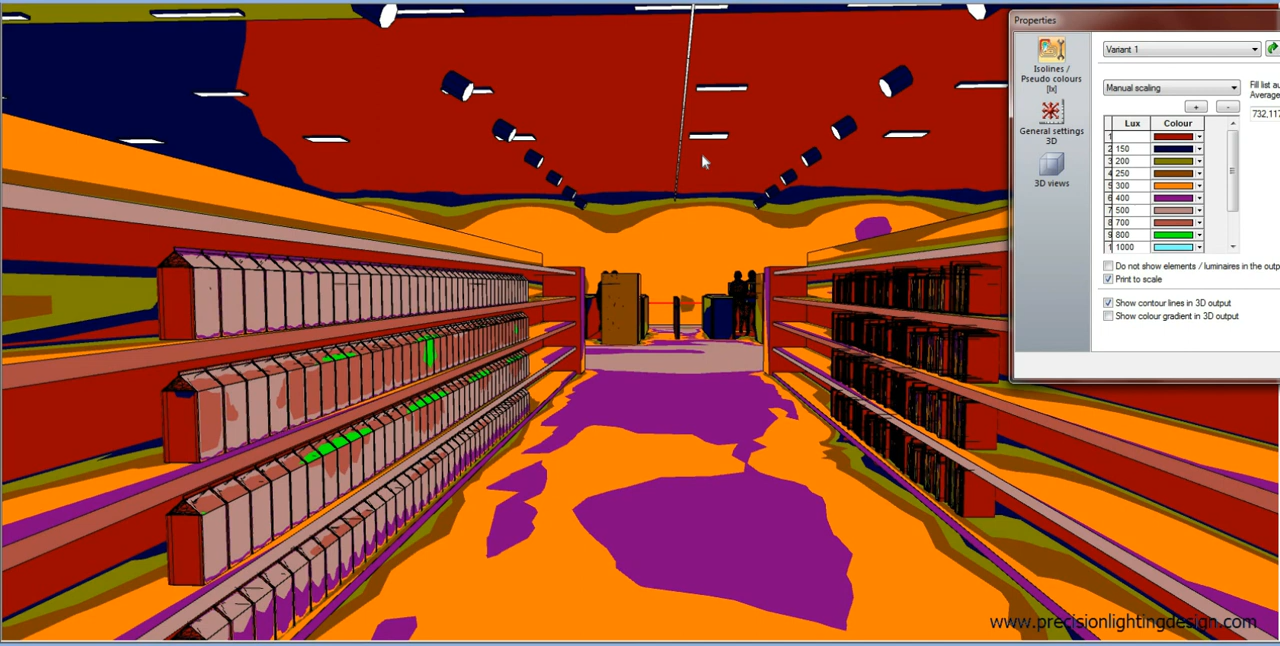 Properties
Isolines /
Pseudo colours
[lx]
General settings
3D
3D views
Variant 1
Manual scaling
Fill list au
Average
+ -
732,117
Lux Colour
1
2 150
3 200
4 250
5 300
6 400
7 500
8 700
9 800
1 1000
Do not show elements / luminaires in the outp
Print to scale
Show contour lines in 3D output
Show colour gradient in 3D output
www.precisionlightingdesign.com